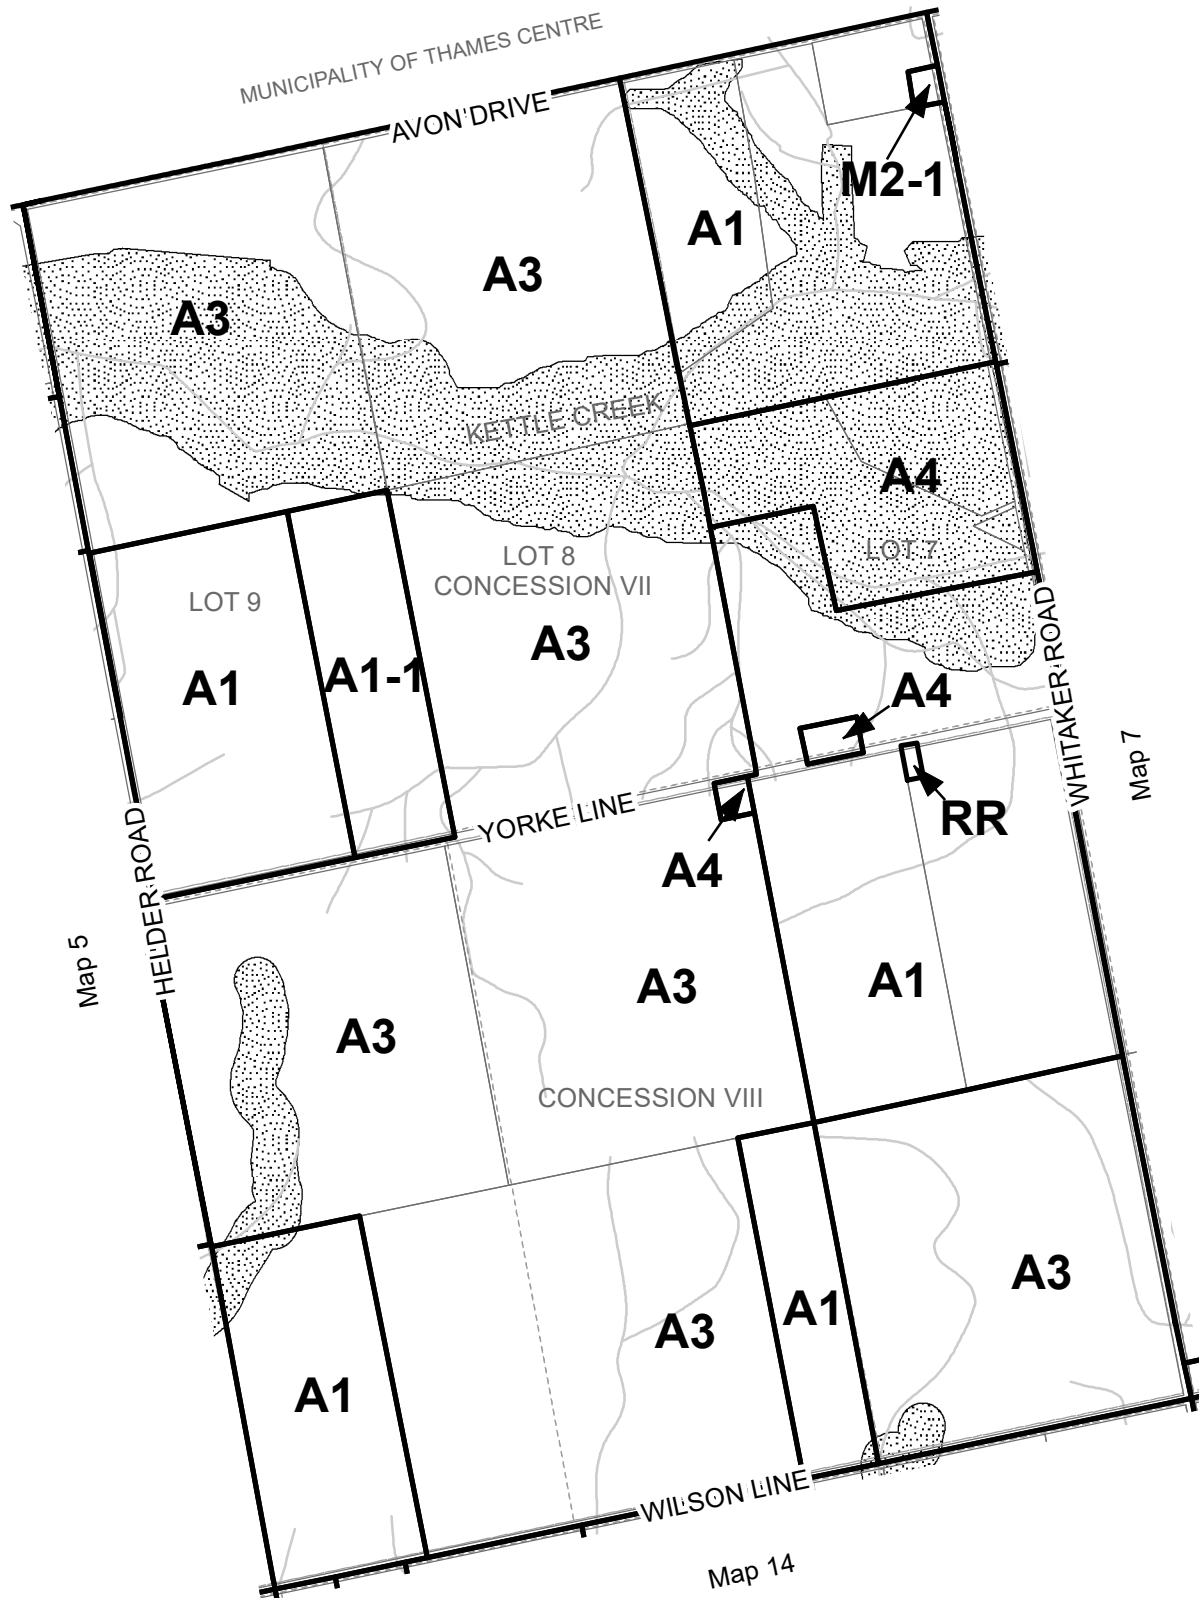 MUNICIPALITY OF THAMES CENTRE
AVON DRIVE
M2-1
A1
A3
A3
KETTLE CREEK
A4
LOT 7
LOT 8
CONCESSION VII
LOT 9
A3
A1
A1-1
A4
WHITAKER ROAD
Map 7
YORKE LINE
RR
A4
HELDER ROAD
Map 5
A3
A1
A3
CONCESSION VIII
A3
A1
A3
A1
WILSON LINE
Map 14